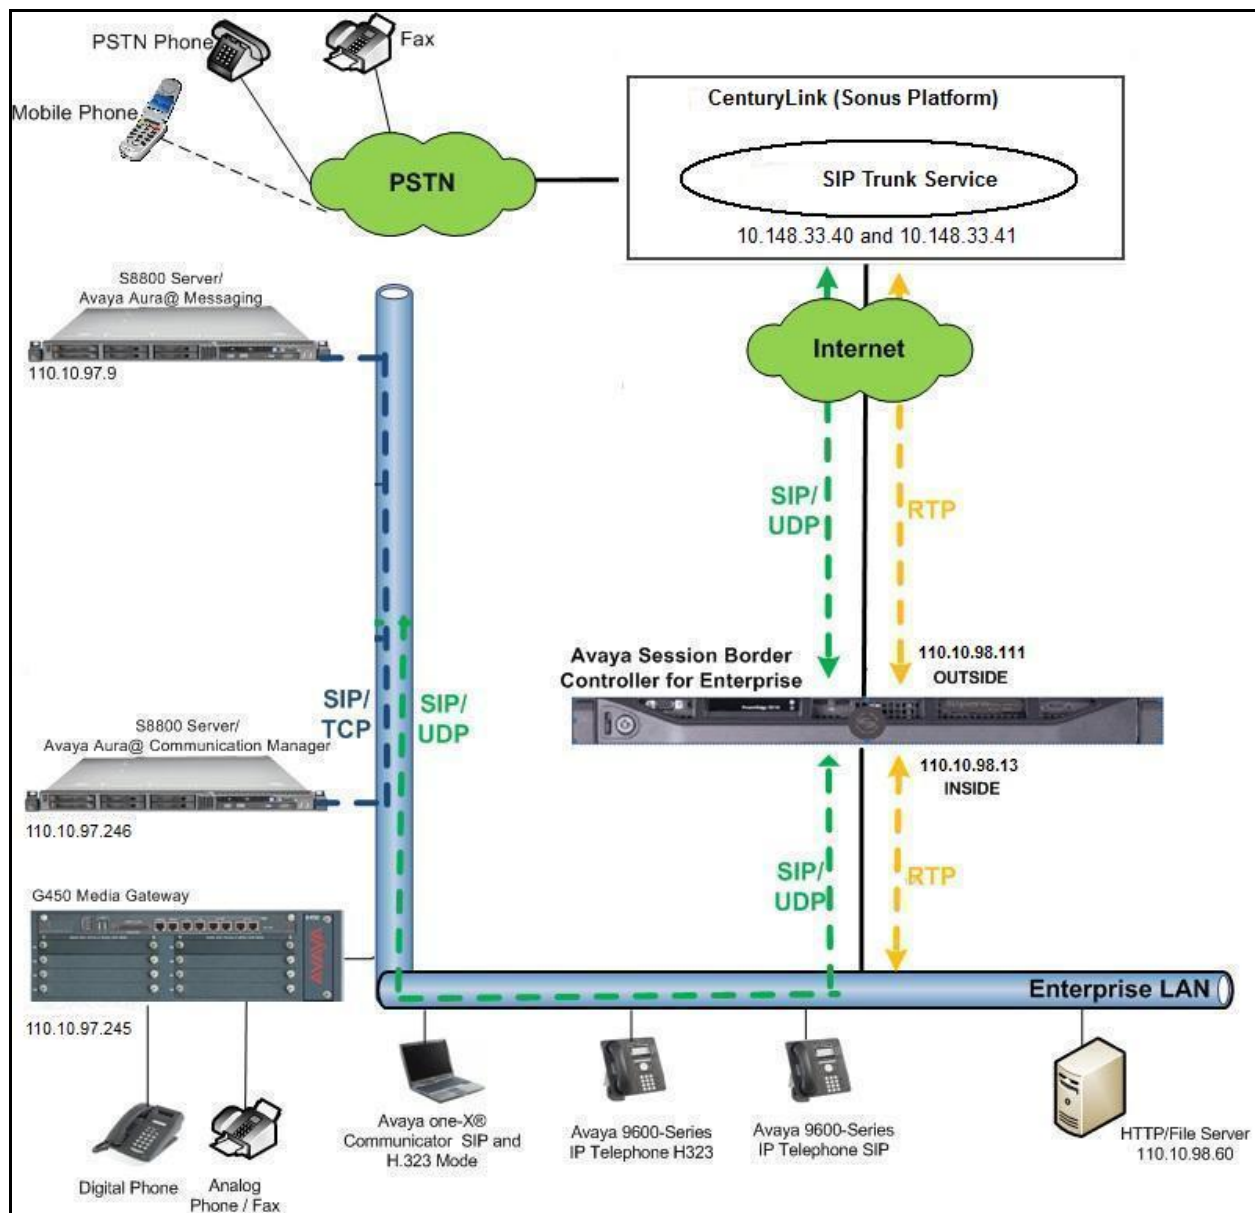 PSTN Phone
Fax
Mobile Phone
PSTN
CenturyLink (Sonus Platform)
SIP Trunk Service
10.148.33.40 and 10.148.33.41
S8800 Server/
Avaya Aura@ Messaging
110.10.97.9
Internet
SIP/
UDP
RTP
Avaya Session Border
Controller for Enterprise
110.10.98.111
OUTSIDE
SIP/
TCP
SIP/
UDP
S8800 Server/
Avaya Aura@ Communication Manager
110.10.97.246
110.10.98.13
INSIDE
SIP/
UDP
RTP
G450 Media Gateway
AVAYA
110.10.97.245
Enterprise LAN
Digital Phone
Analog
Phone / Fax
Avaya one-X®
Communicator SIP and
H.323 Mode
Avaya 9600-Series
IP Telephone H323
Avaya 9600-Series
IP Telephone SIP
HTTP/File Server
110.10.98.60